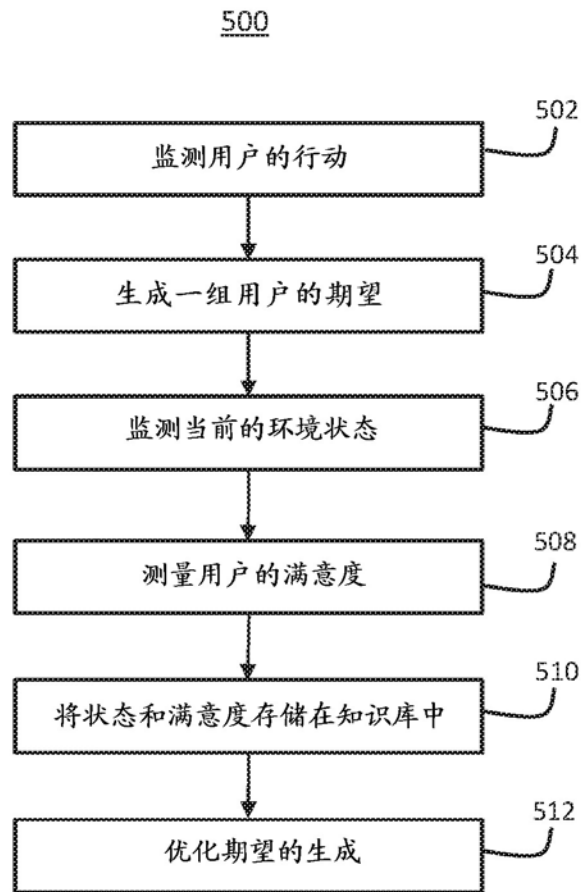 500
502
监测用户的行动
504
生成一组用户的期望
506
监测当前的环境状态
508
测量用户的满意度
510
将状态和满意度存储在知识库中
512
优化期望的生成